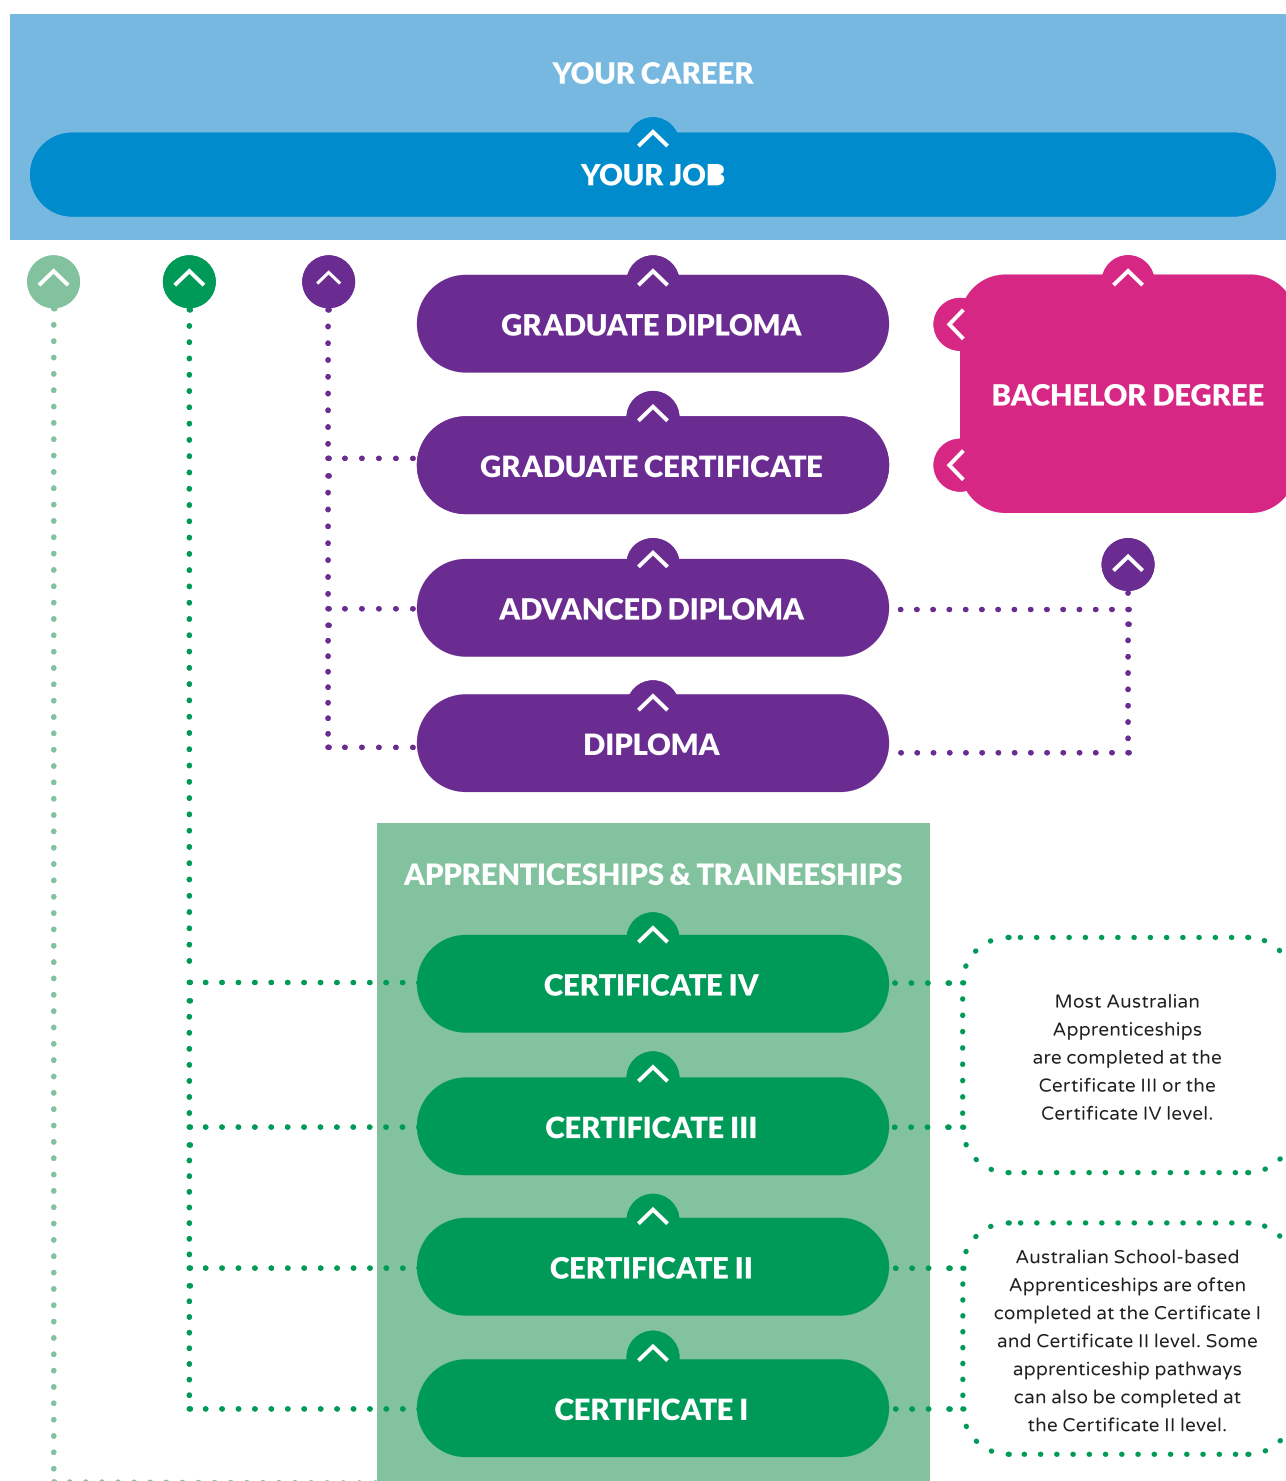 YOUR CAREER
YOUR JOB
GRADUATE DIPLOMA
BACHELOR DEGREE
GRADUATE CERTIFICATE
ADVANCED DIPLOMA
DIPLOMA
APPRENTICESHIPS & TRAINEESHIPS
CERTIFICATE IV
Most Australian
Apprenticeships
are completed at the
Certificate III or the
Certificate IV level.
CERTIFICATE III
CERTIFICATE II
Australian School-based
Apprenticeships are often
completed at the Certificate I
and Certificate II level. Some
apprenticeship pathways
can also be completed at
the Certificate II level.
CERTIFICATE I